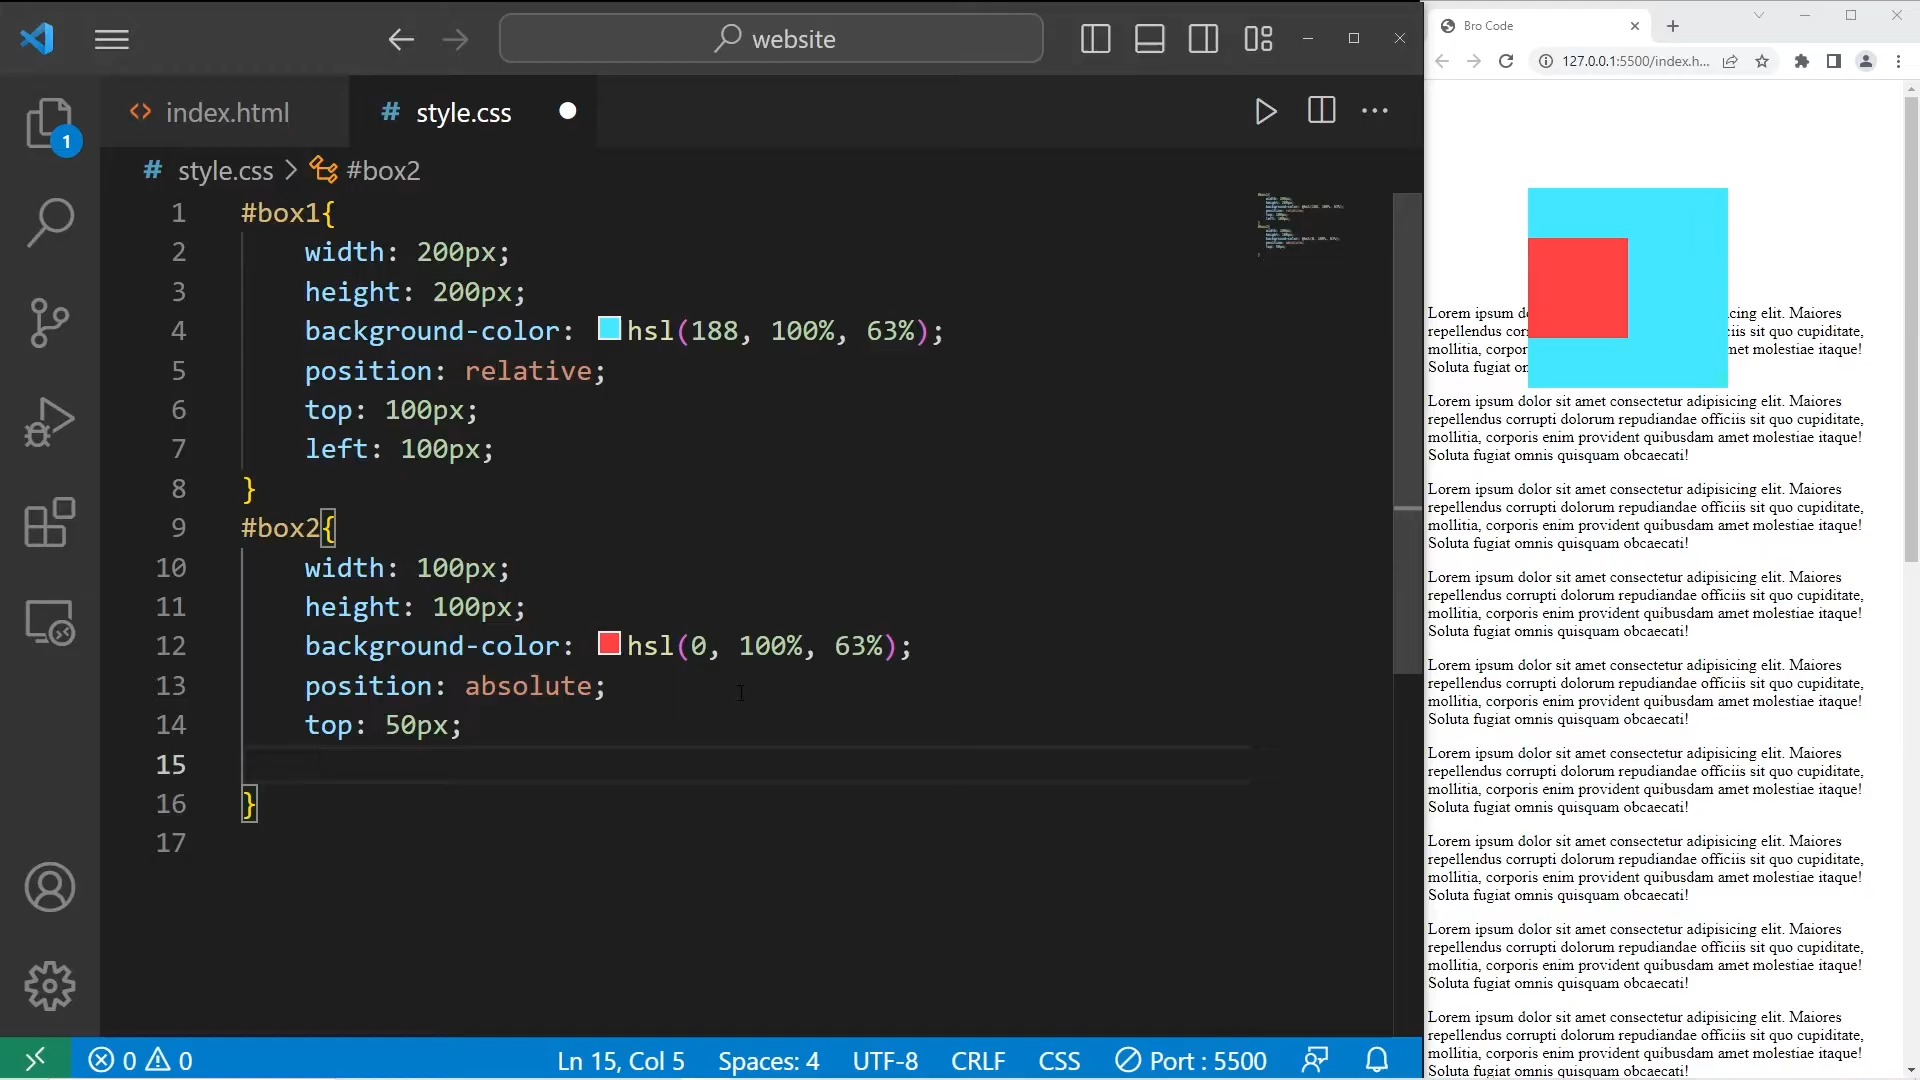 website
index.html
# style.css
1
# style.css > #box2
1 #box1{
2 width: 200px;
3 height: 200px;
4 background-color: hsl(188, 100%, 63%);
5 position: relative;
6 top: 100px;
7 left: 100px;
8 }
9 #box2{
10 width: 100px;
11 height: 100px;
12 background-color: hsl(0, 100%, 63%);
13 position: absolute;
14 top: 50px;
15
16 }
17
0 0
Ln 15, Col 5 Spaces: 4 UTF-8 CRLF CSS Port : 5500
Bro Code
127.0.0.1:5500/index.h...
Lorem ipsum d cing elit. Maiores
repellendus cor iis sit quo cupiditate,
mollitia, corpor met molestiae itaque!
Soluta fugiat on
Lorem ipsum dolor sit amet consectetur adipisicing elit. Maiores
repellendus corrupti dolorum repudiandae officiis sit quo cupiditate,
mollitia, corporis enim provident quibusdam amet molestiae itaque!
Soluta fugiat omnis quisquam obcaecati!
Lorem ipsum dolor sit amet consectetur adipisicing elit. Maiores
repellendus corrupti dolorum repudiandae officiis sit quo cupiditate,
mollitia, corporis enim provident quibusdam amet molestiae itaque!
Soluta fugiat omnis quisquam obcaecati!
Lorem ipsum dolor sit amet consectetur adipisicing elit. Maiores
repellendus corrupti dolorum repudiandae officiis sit quo cupiditate,
mollitia, corporis enim provident quibusdam amet molestiae itaque!
Soluta fugiat omnis quisquam obcaecati!
Lorem ipsum dolor sit amet consectetur adipisicing elit. Maiores
repellendus corrupti dolorum repudiandae officiis sit quo cupiditate,
mollitia, corporis enim provident quibusdam amet molestiae itaque!
Soluta fugiat omnis quisquam obcaecati!
Lorem ipsum dolor sit amet consectetur adipisicing elit. Maiores
repellendus corrupti dolorum repudiandae officiis sit quo cupiditate,
mollitia, corporis enim provident quibusdam amet molestiae itaque!
Soluta fugiat omnis quisquam obcaecati!
Lorem ipsum dolor sit amet consectetur adipisicing elit. Maiores
repellendus corrupti dolorum repudiandae officiis sit quo cupiditate,
mollitia, corporis enim provident quibusdam amet molestiae itaque!
Soluta fugiat omnis quisquam obcaecati!
Lorem ipsum dolor sit amet consectetur adipisicing elit. Maiores
repellendus corrupti dolorum repudiandae officiis sit quo cupiditate,
mollitia, corporis enim provident quibusdam amet molestiae itaque!
Soluta fugiat omnis quisquam obcaecati!
Lorem ipsum dolor sit amet consectetur adipisicing elit. Maiores
repellendus corrupti dolorum repudiandae officiis sit quo cupiditate,
mollitia, corporis enim provident quibusdam amet molestiae itaque!
Soluta fugiat omnis quisquam obcaecati!